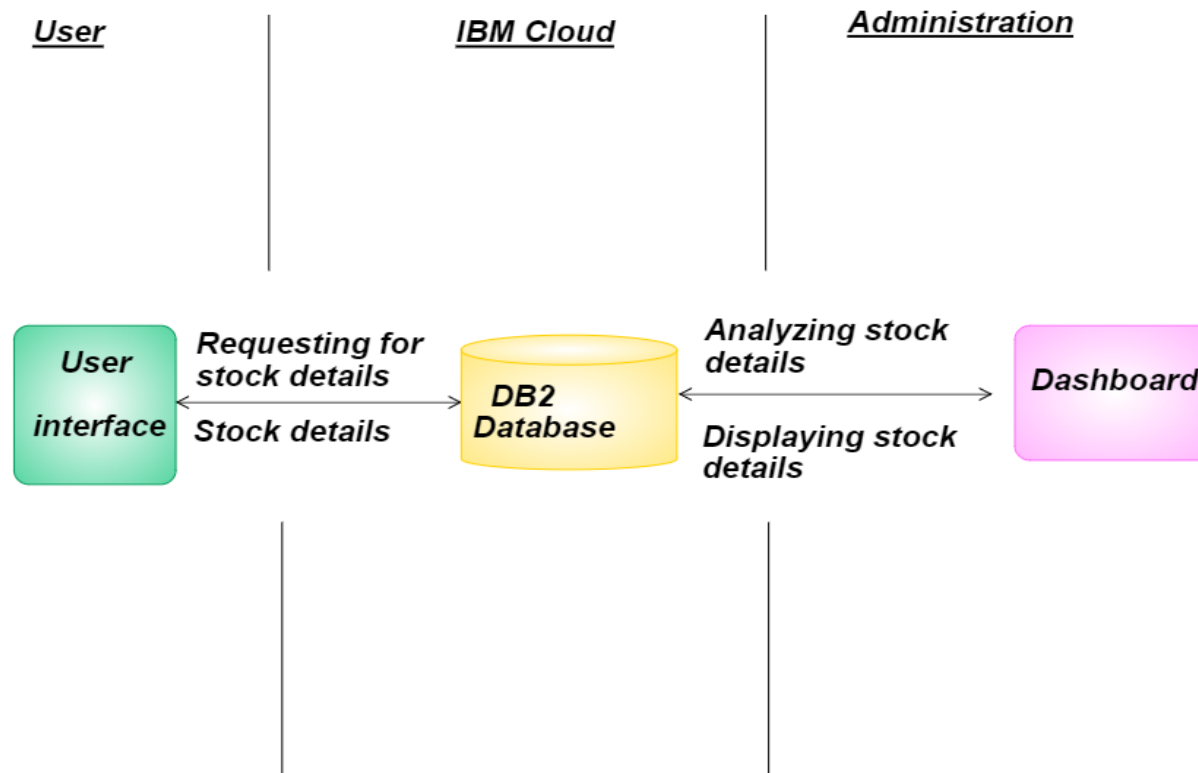 User
IBM Cloud
Administration
User
interface
Requesting for
stock details
Stock details
DB2
Database
Analyzing stock
details
Displaying stock
details
Dashboard